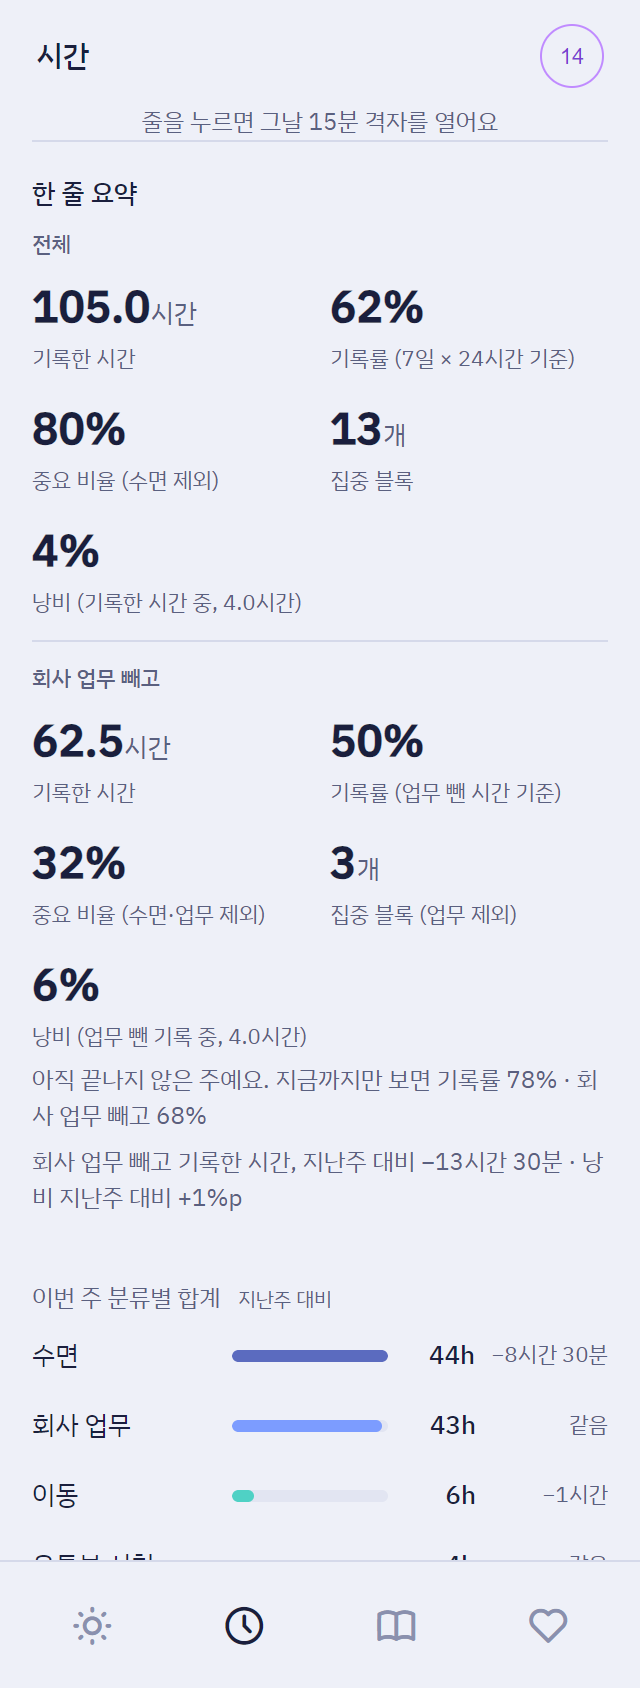 시간
14
줄을 누르면 그날 15분 격자를 열어요
한 줄 요약
전체
105.0시간
62%
기록한 시간
기록률 (7일 × 24시간 기준)
80%
13개
중요 비율 (수면 제외)
집중 블록
4%
낭비 (기록한 시간 중, 4.0시간)
회사 업무 빼고
62.5시간
50%
기록한 시간
기록률 (업무 뺀 시간 기준)
32%
3개
중요 비율 (수면·업무 제외)
집중 블록 (업무 제외)
6%
낭비 (업무 뺀 기록 중, 4.0시간)
아직 끝나지 않은 주예요. 지금까지만 보면 기록률 78% · 회
사 업무 빼고 68%
회사 업무 빼고 기록한 시간, 지난주 대비 −13시간 30분 · 낭
비 지난주 대비 +1%p
이번 주 분류별 합계 지난주 대비
수면 44h −8시간 30분
회사 업무 43h 같음
이동 6h −1시간